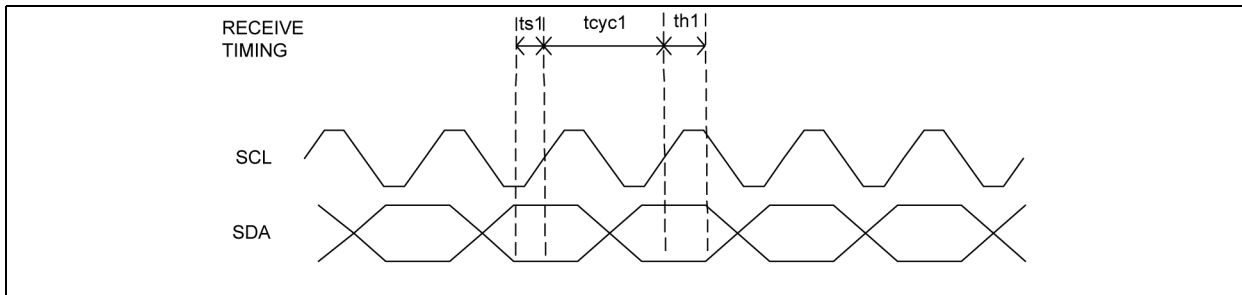 RECEIVE
TIMING
ts1
tcyc1
th1
SCL
SDA